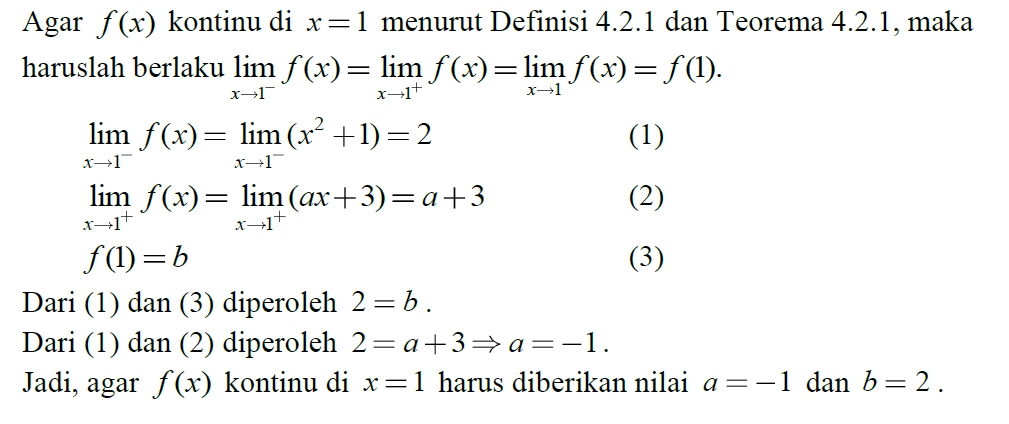 Agar f(x) kontinu di x = 1 menurut Definisi 4.2.1 dan Teorema 4.2.1, maka
haruslah berlaku lim_{x→1⁻} f(x) = lim_{x→1⁺} f(x) = lim_{x→1} f(x) = f(1).
lim_{x→1⁻} f(x) = lim_{x→1⁻} (x² + 1) = 2 (1)
lim_{x→1⁺} f(x) = lim_{x→1⁺} (ax + 3) = a + 3 (2)
f(1) = b (3)
Dari (1) dan (3) diperoleh 2 = b .
Dari (1) dan (2) diperoleh 2 = a + 3 ⇒ a = −1 .
Jadi, agar f(x) kontinu di x = 1 harus diberikan nilai a = −1 dan b = 2 .